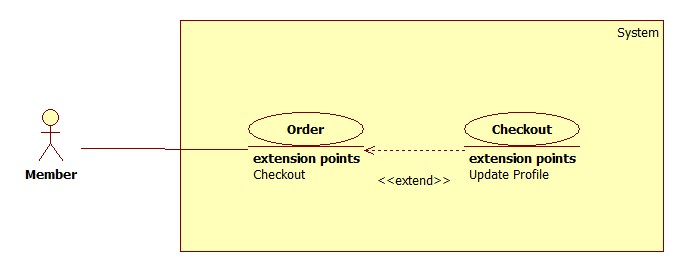 System
Order
Checkout
extension points
Checkout
extension points
Update Profile
<<extend>>
Member